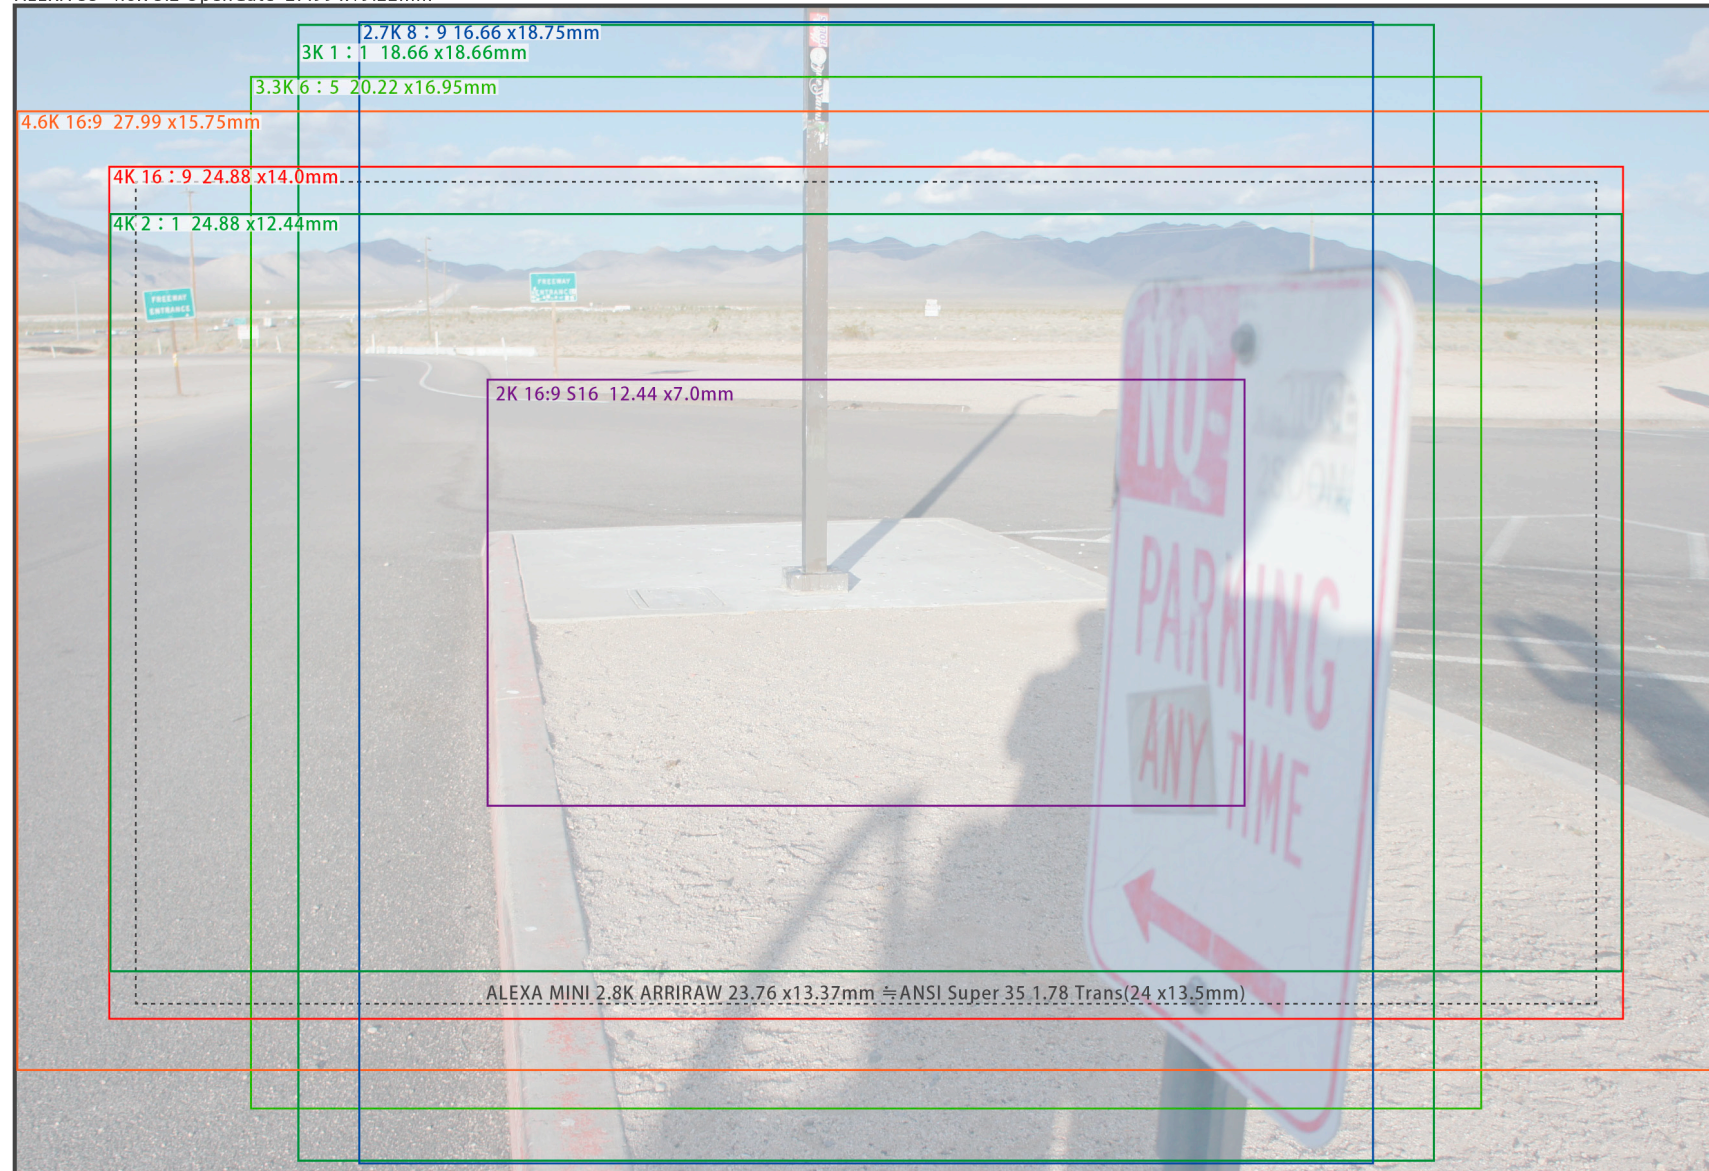 2.7K 8：9 16.66 x18.75mm
3K 1：1 18.66 x18.66mm
3.3K 6：5 20.22 x16.95mm
4.6K 16:9 27.99 x15.75mm
4K 16：9 24.88 x14.0mm
4K 2：1 24.88 x12.44mm
FREEWAY
ENTRANCE
FREEWAY
ENTRANCE
2K 16:9 S16 12.44 x7.0mm
NO
PARKING
ANY
TIME
ALEXA MINI 2.8K ARRIRAW 23.76 x13.37mm ≒ANSI Super 35 1.78 Trans(24 x13.5mm)